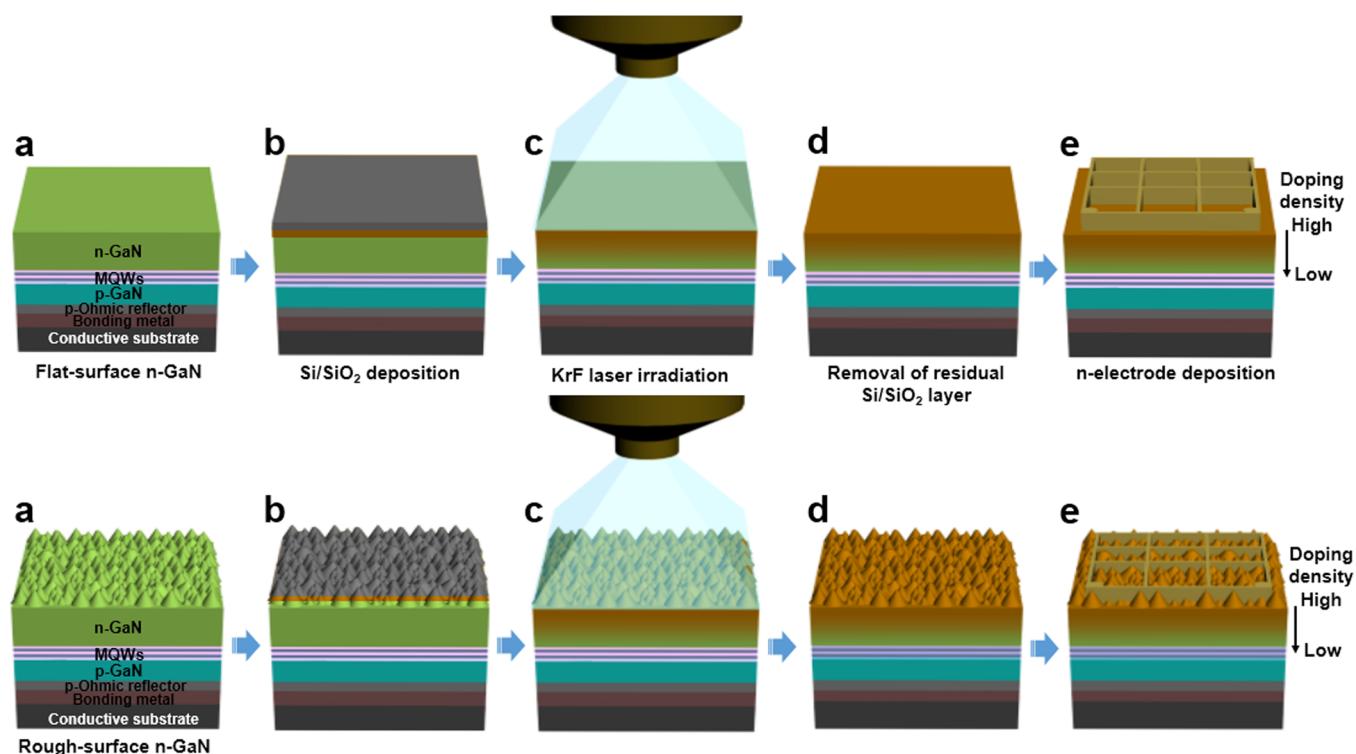 a
b
c
d
e
Doping
density
High
Low
n-GaN
MQWs
p-GaN
p-Ohmic reflector
Bonding metal
Conductive substrate
Flat-surface n-GaN
Si/SiO₂ deposition
KrF laser irradiation
Removal of residual
Si/SiO₂ layer
n-electrode deposition
a
b
c
d
e
Doping
density
High
Low
n-GaN
MQWs
p-GaN
p-Ohmic reflector
Bonding metal
Conductive substrate
Rough-surface n-GaN